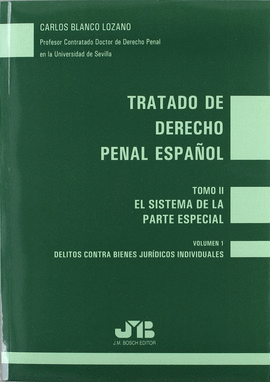 CARLOS BLANCO LOZANO
Profesor Contratado Doctor de Derecho Penal
en la Universidad de Sevilla
TRATADO DE
DERECHO
PENAL ESPAÑOL
TOMO II
EL SISTEMA DE LA
PARTE ESPECIAL
VOLUMEN 1
DELITOS CONTRA BIENES JURÍDICOS INDIVIDUALES
JMB
J.M. BOSCH EDITOR